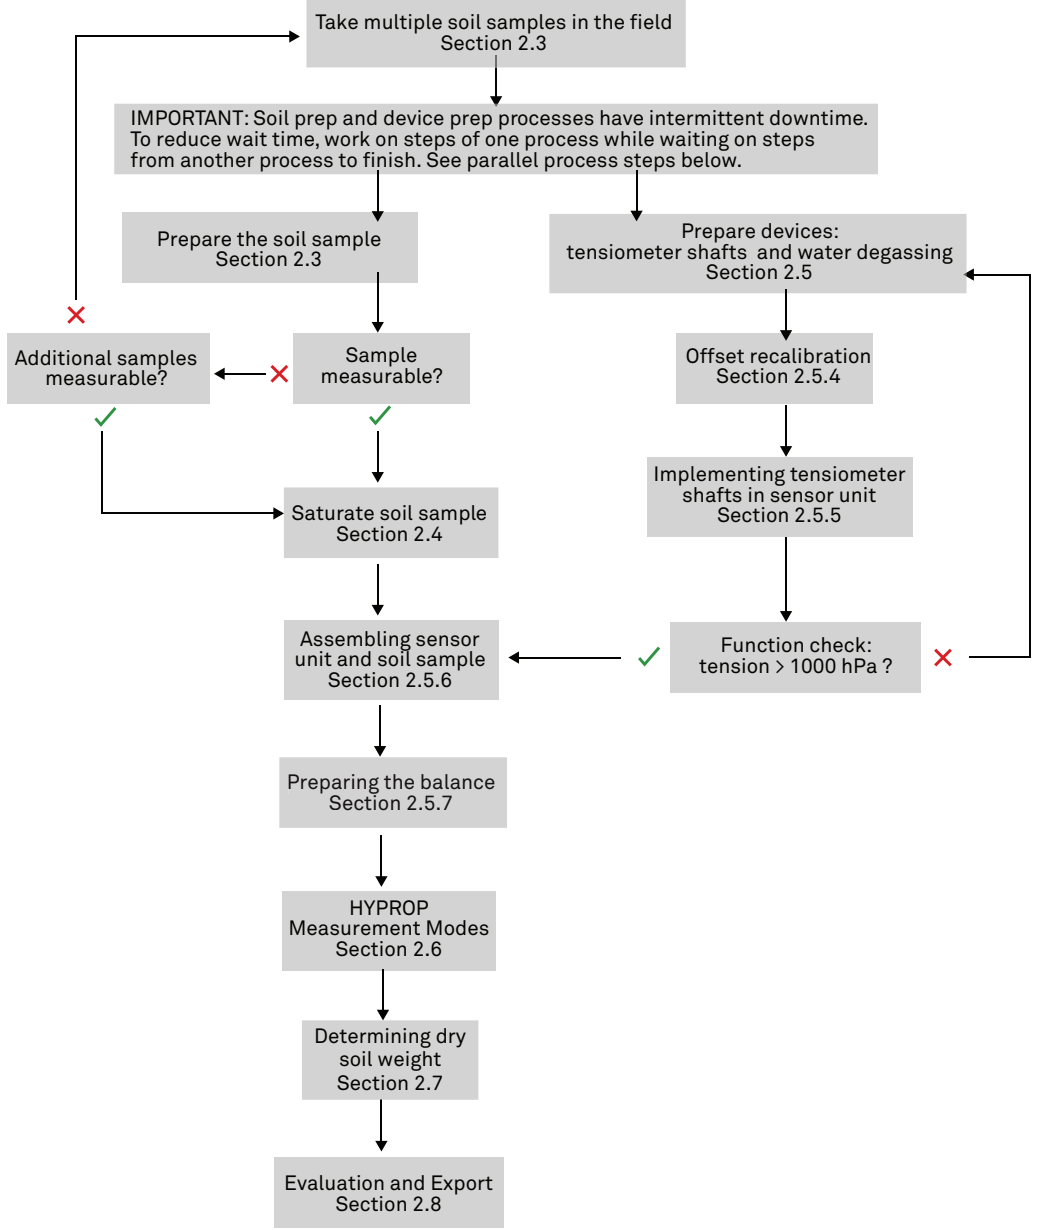 Take multiple soil samples in the field
Section 2.3
IMPORTANT: Soil prep and device prep processes have intermittent downtime.
To reduce wait time, work on steps of one process while waiting on steps
from another process to finish. See parallel process steps below.
Prepare the soil sample
Section 2.3
Prepare devices:
tensiometer shafts and water degassing
Section 2.5
Additional samples
measurable?
Sample
measurable?
Offset recalibration
Section 2.5.4
Implementing tensiometer
shafts in sensor unit
Section 2.5.5
Saturate soil sample
Section 2.4
Assembling sensor
unit and soil sample
Section 2.5.6
Function check:
tension > 1000 hPa ?
Preparing the balance
Section 2.5.7
HYPROP
Measurement Modes
Section 2.6
Determining dry
soil weight
Section 2.7
Evaluation and Export
Section 2.8